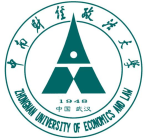 中南财经政法大学
1948
中国 武汉
ZHONGNAN UNIVERSITY OF ECONOMICS AND LAW